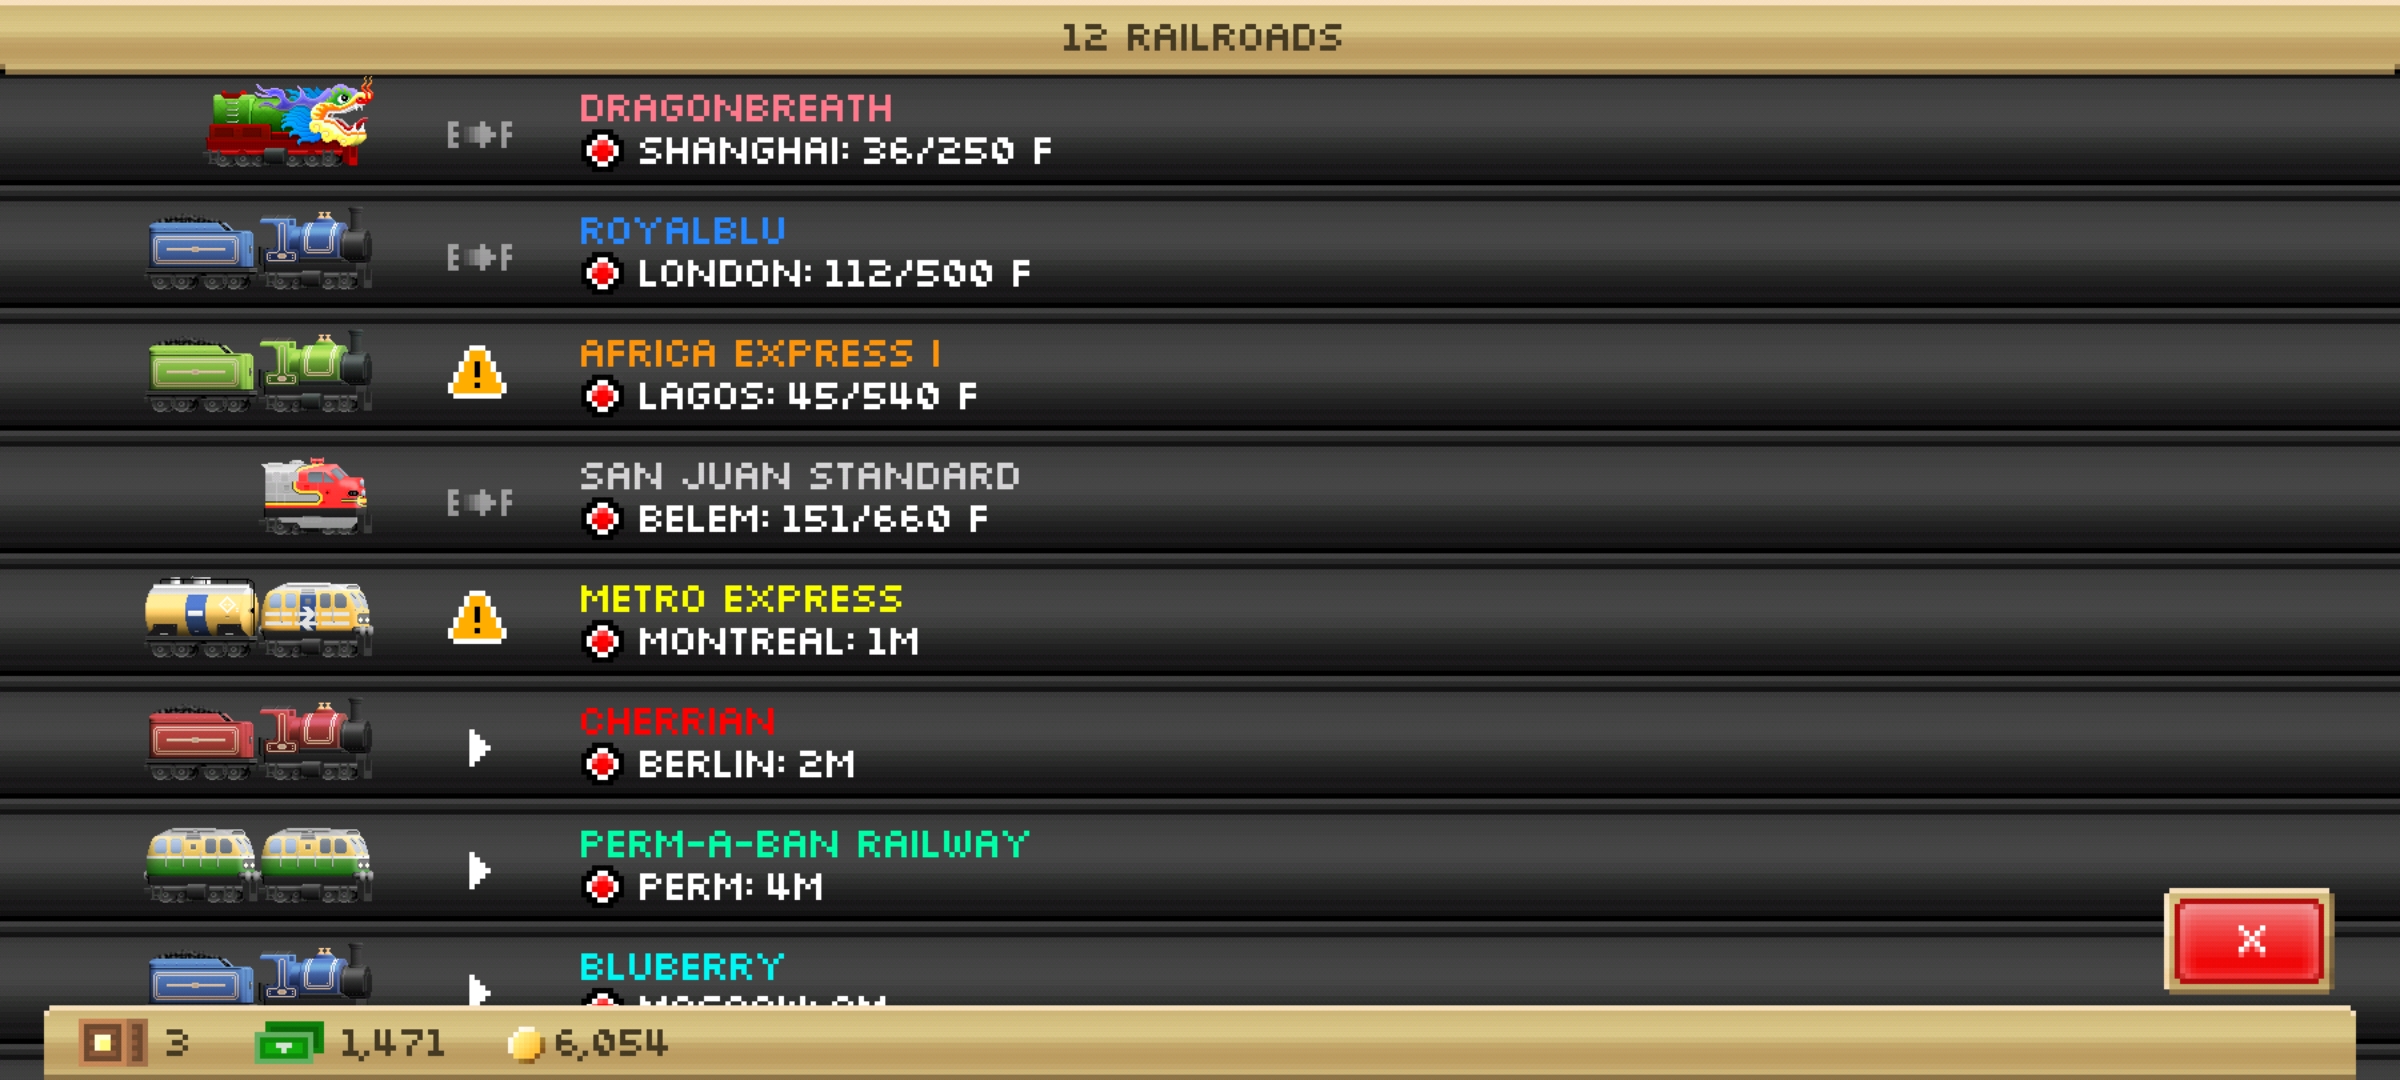 12 RAILROADS
E F
DRAGONBREATH
SHANGHAI: 36/250 F
E F
ROYALBLU
LONDON: 112/500 F
!
AFRICA EXPRESS I
LAGOS: 45/540 F
E F
SAN JUAN STANDARD
BELEM: 151/660 F
!
METRO EXPRESS
MONTREAL: 1M
CHERRIAN
BERLIN: 2M
PERM-A-BAN RAILWAY
PERM: 4M
BLUBERRY
X
3 1,471 6,054